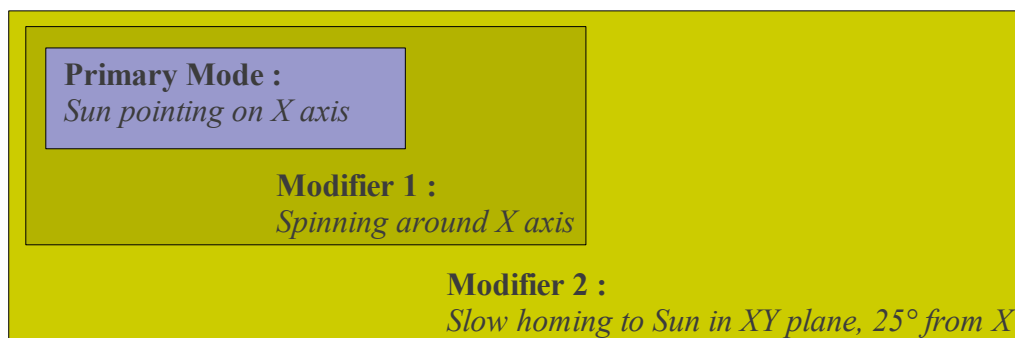 Primary Mode :
Sun pointing on X axis
Modifier 1 :
Spinning around X axis
Modifier 2 :
Slow homing to Sun in XY plane, 25° from X